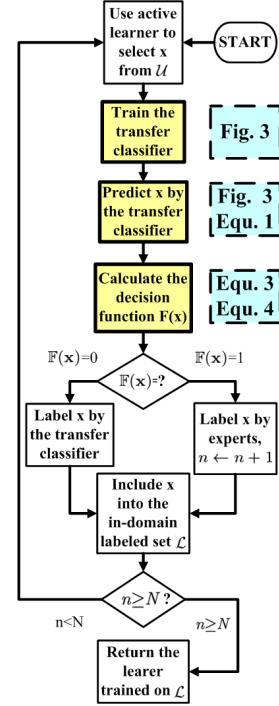 Use active
learner to
select x
from 𝒰
START
Train the
transfer
classifier
Fig. 3
Predict x by
the transfer
classifier
Fig. 3
Equ. 1
Calculate the
decision
function F(x)
Equ. 3
Equ. 4
𝔽(x)=0
𝔽(x)=1
𝔽(x)=?
Label x by
the transfer
classifier
Label x by
experts,
n ← n + 1
Include x
into the
in-domain
labeled set ℒ
n≥N?
n<N
n≥N
Return the
learer
trained on ℒ